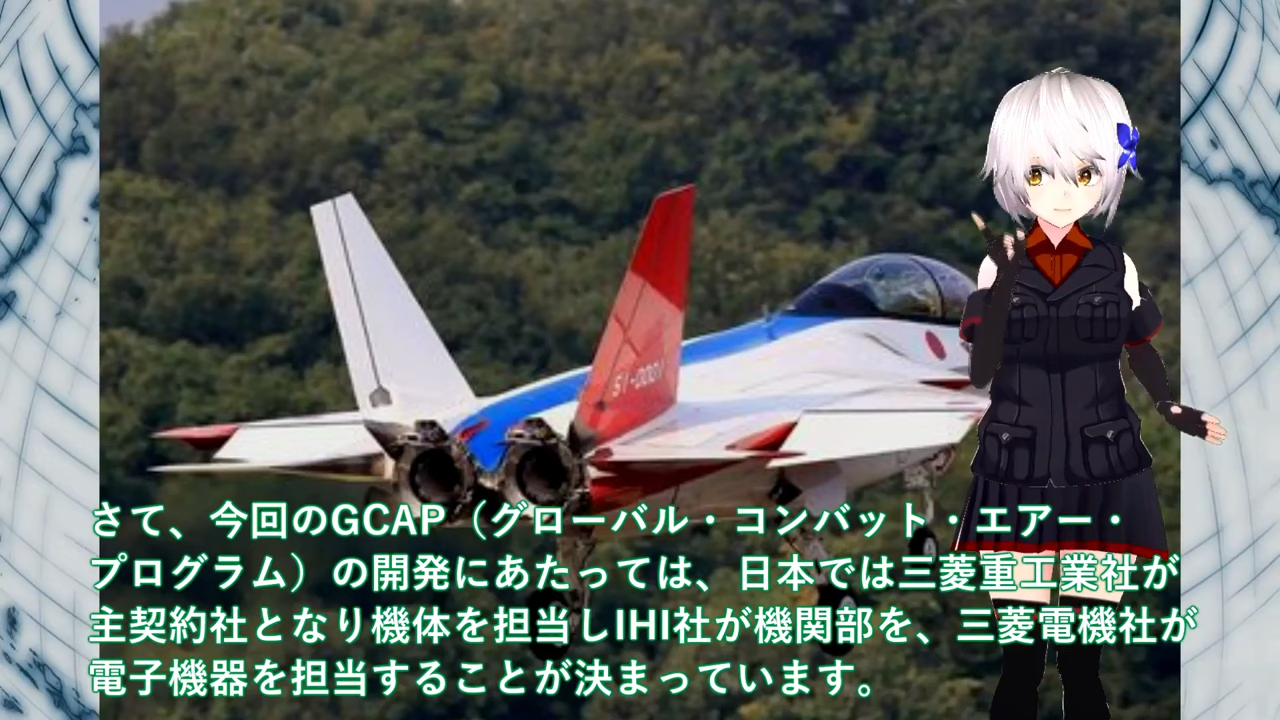 51-0001
さて、今回のGCAP（グローバル・コンバット・エアー・
プログラム）の開発にあたっては、日本では三菱重工業社が
主契約社となり機体を担当しIHI社が機関部を、三菱電機社が
電子機器を担当することが決まっています。